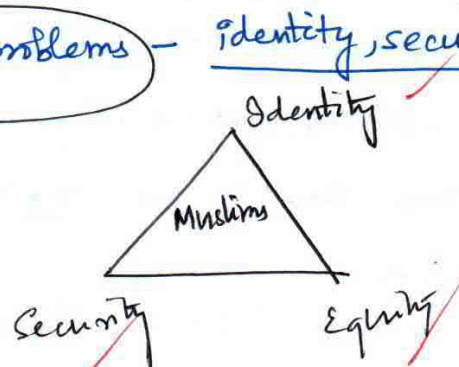 problems - identity, secu
Identity
Muslims
Security
Equity